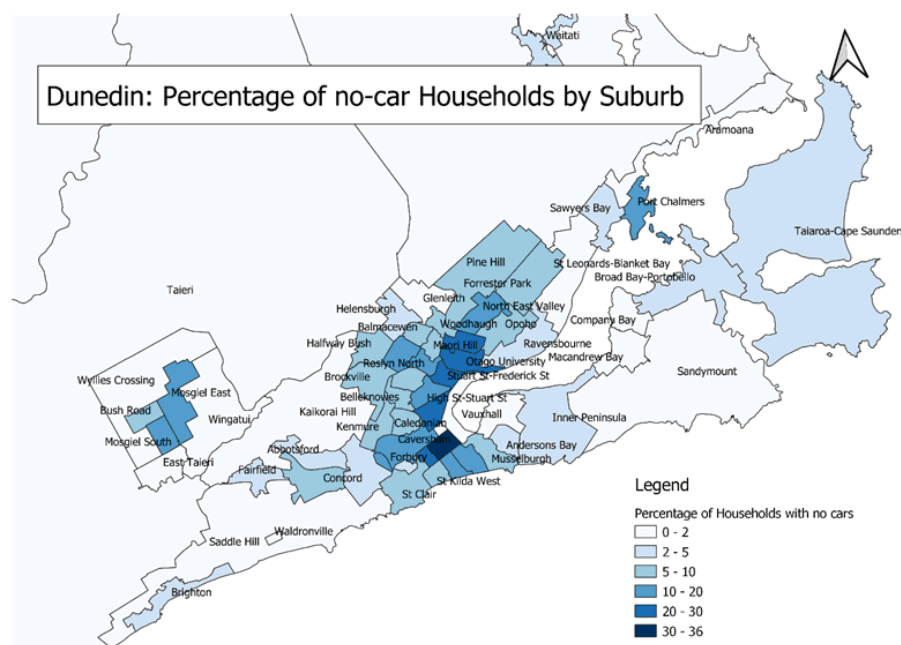 Waitati
Dunedin: Percentage of no-car Households by Suburb
Aramoana
Port Chalmers
Sawyers Bay
Taiaroa-Cape Saunders
Pine Hill
St Leonards-Blanket Bay
Broad Bay-Portobello
Forrester Park
Taieri
Glenleith
North East Valley
Helensburgh
Woodhaugh
Opoho
Company Bay
Balmacewen
Halfway Bush
Maori Hill
Ravensbourne
Roslyn North
Otago University
Macandrew Bay
Sandymount
Wyllies Crossing
Brockville
Stuart St-Frederick St
Mosgiel East
Belleknowes
High St-Stuart St
Bush Road
Kaikorai Hill
Vauxhall
Wingatui
Inner Peninsula
Kenmure
Caledonian
Mosgiel South
Caversham
Andersons Bay
Abbotsford
East Taieri
Forbury
Musselburgh
Fairfield
Concord
St Kilda West
St Clair
Legend
Percentage of Households with no cars
0 - 2
2 - 5
5 - 10
10 - 20
20 - 30
30 - 36
Waldronville
Saddle Hill
Brighton